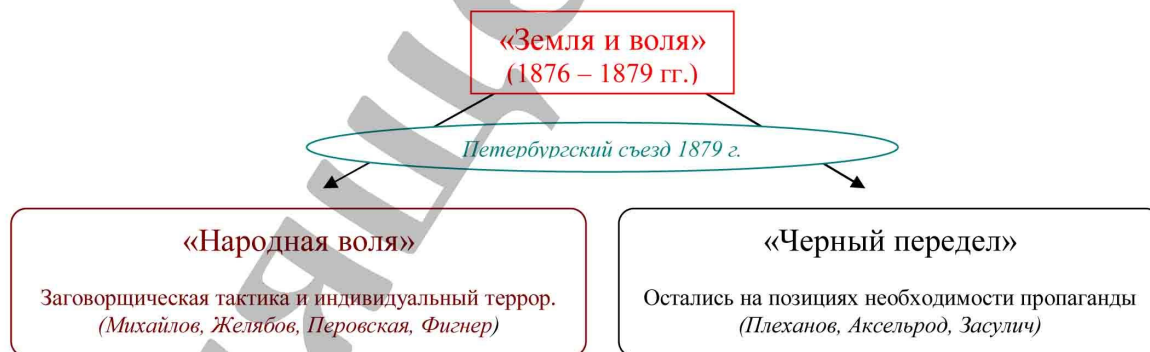 «Земля и воля»
(1876 – 1879 гг.)
Петербургский съезд 1879 г.
«Народная воля»
Заговорщическая тактика и индивидуальный террор.
(Михайлов, Желябов, Перовская, Фигнер)
«Черный передел»
Остались на позициях необходимости пропаганды
(Плеханов, Аксельрод, Засулич)